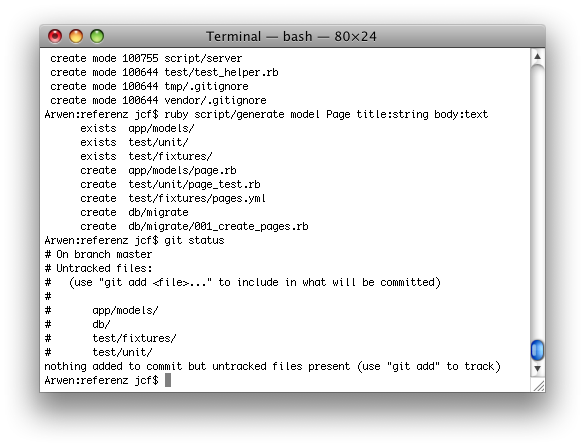 Terminal — bash — 80×24
create mode 100755 script/server
create mode 100644 test/test_helper.rb
create mode 100644 tmp/.gitignore
create mode 100644 vendor/.gitignore
Arwen:referenz jcf$ ruby script/generate model Page title:string body:text
      exists  app/models/
      exists  test/unit/
      exists  test/fixtures/
      create  app/models/page.rb
      create  test/unit/page_test.rb
      create  test/fixtures/pages.yml
      create  db/migrate
      create  db/migrate/001_create_pages.rb
Arwen:referenz jcf$ git status
# On branch master
# Untracked files:
#   (use "git add <file>..." to include in what will be committed)
#
#       app/models/
#       db/
#       test/fixtures/
#       test/unit/
nothing added to commit but untracked files present (use "git add" to track)
Arwen:referenz jcf$